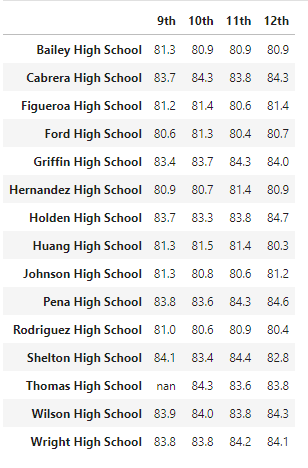 9th 10th 11th 12th
Bailey High School 81.3 80.9 80.9 80.9
Cabrera High School 83.7 84.3 83.8 84.3
Figueroa High School 81.2 81.4 80.6 81.4
Ford High School 80.6 81.3 80.4 80.7
Griffin High School 83.4 83.7 84.3 84.0
Hernandez High School 80.9 80.7 81.4 80.9
Holden High School 83.7 83.3 83.8 84.7
Huang High School 81.3 81.5 81.4 80.3
Johnson High School 81.3 80.8 80.6 81.2
Pena High School 83.8 83.6 84.3 84.6
Rodriguez High School 81.0 80.6 80.9 80.4
Shelton High School 84.1 83.4 84.4 82.8
Thomas High School nan 84.3 83.6 83.8
Wilson High School 83.9 84.0 83.8 84.3
Wright High School 83.8 83.8 84.2 84.1